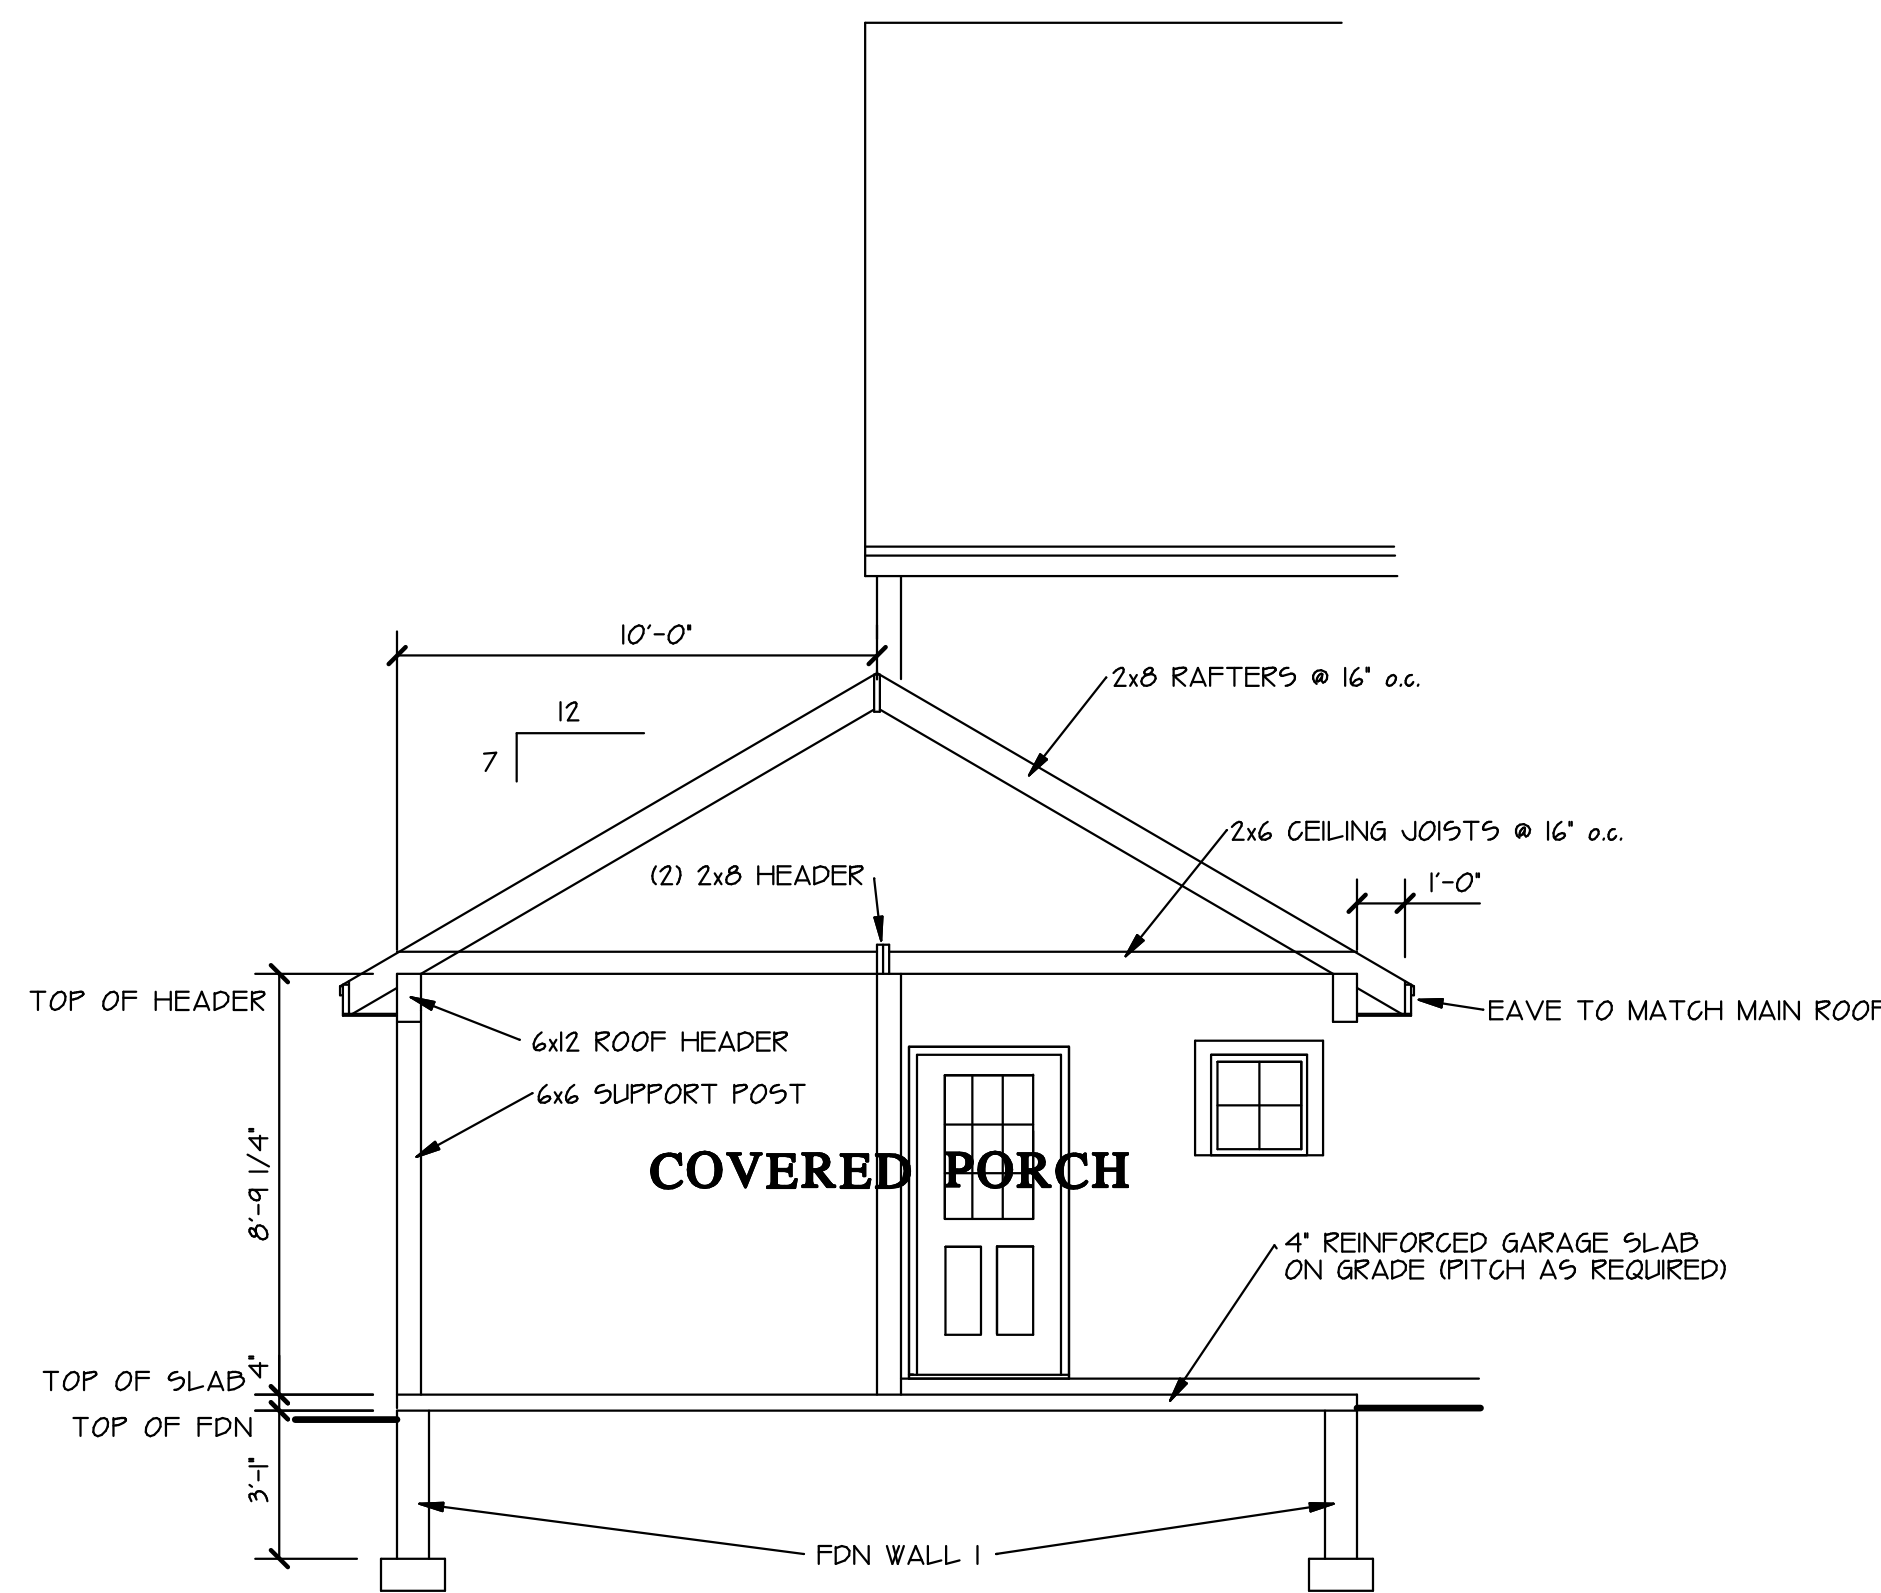 10'-0"
2x8 RAFTERS @ 16" o.c.
12
7
2x6 CEILING JOISTS @ 16" o.c.
(2) 2x8 HEADER
1'-0"
TOP OF HEADER
EAVE TO MATCH MAIN ROOF
6x12 ROOF HEADER
6x6 SUPPORT POST
8'-9 1/4"
COVERED PORCH
4" REINFORCED GARAGE SLAB
ON GRADE (PITCH AS REQUIRED)
4"
TOP OF SLAB
TOP OF FDN
3'-1"
FDN WALL 1